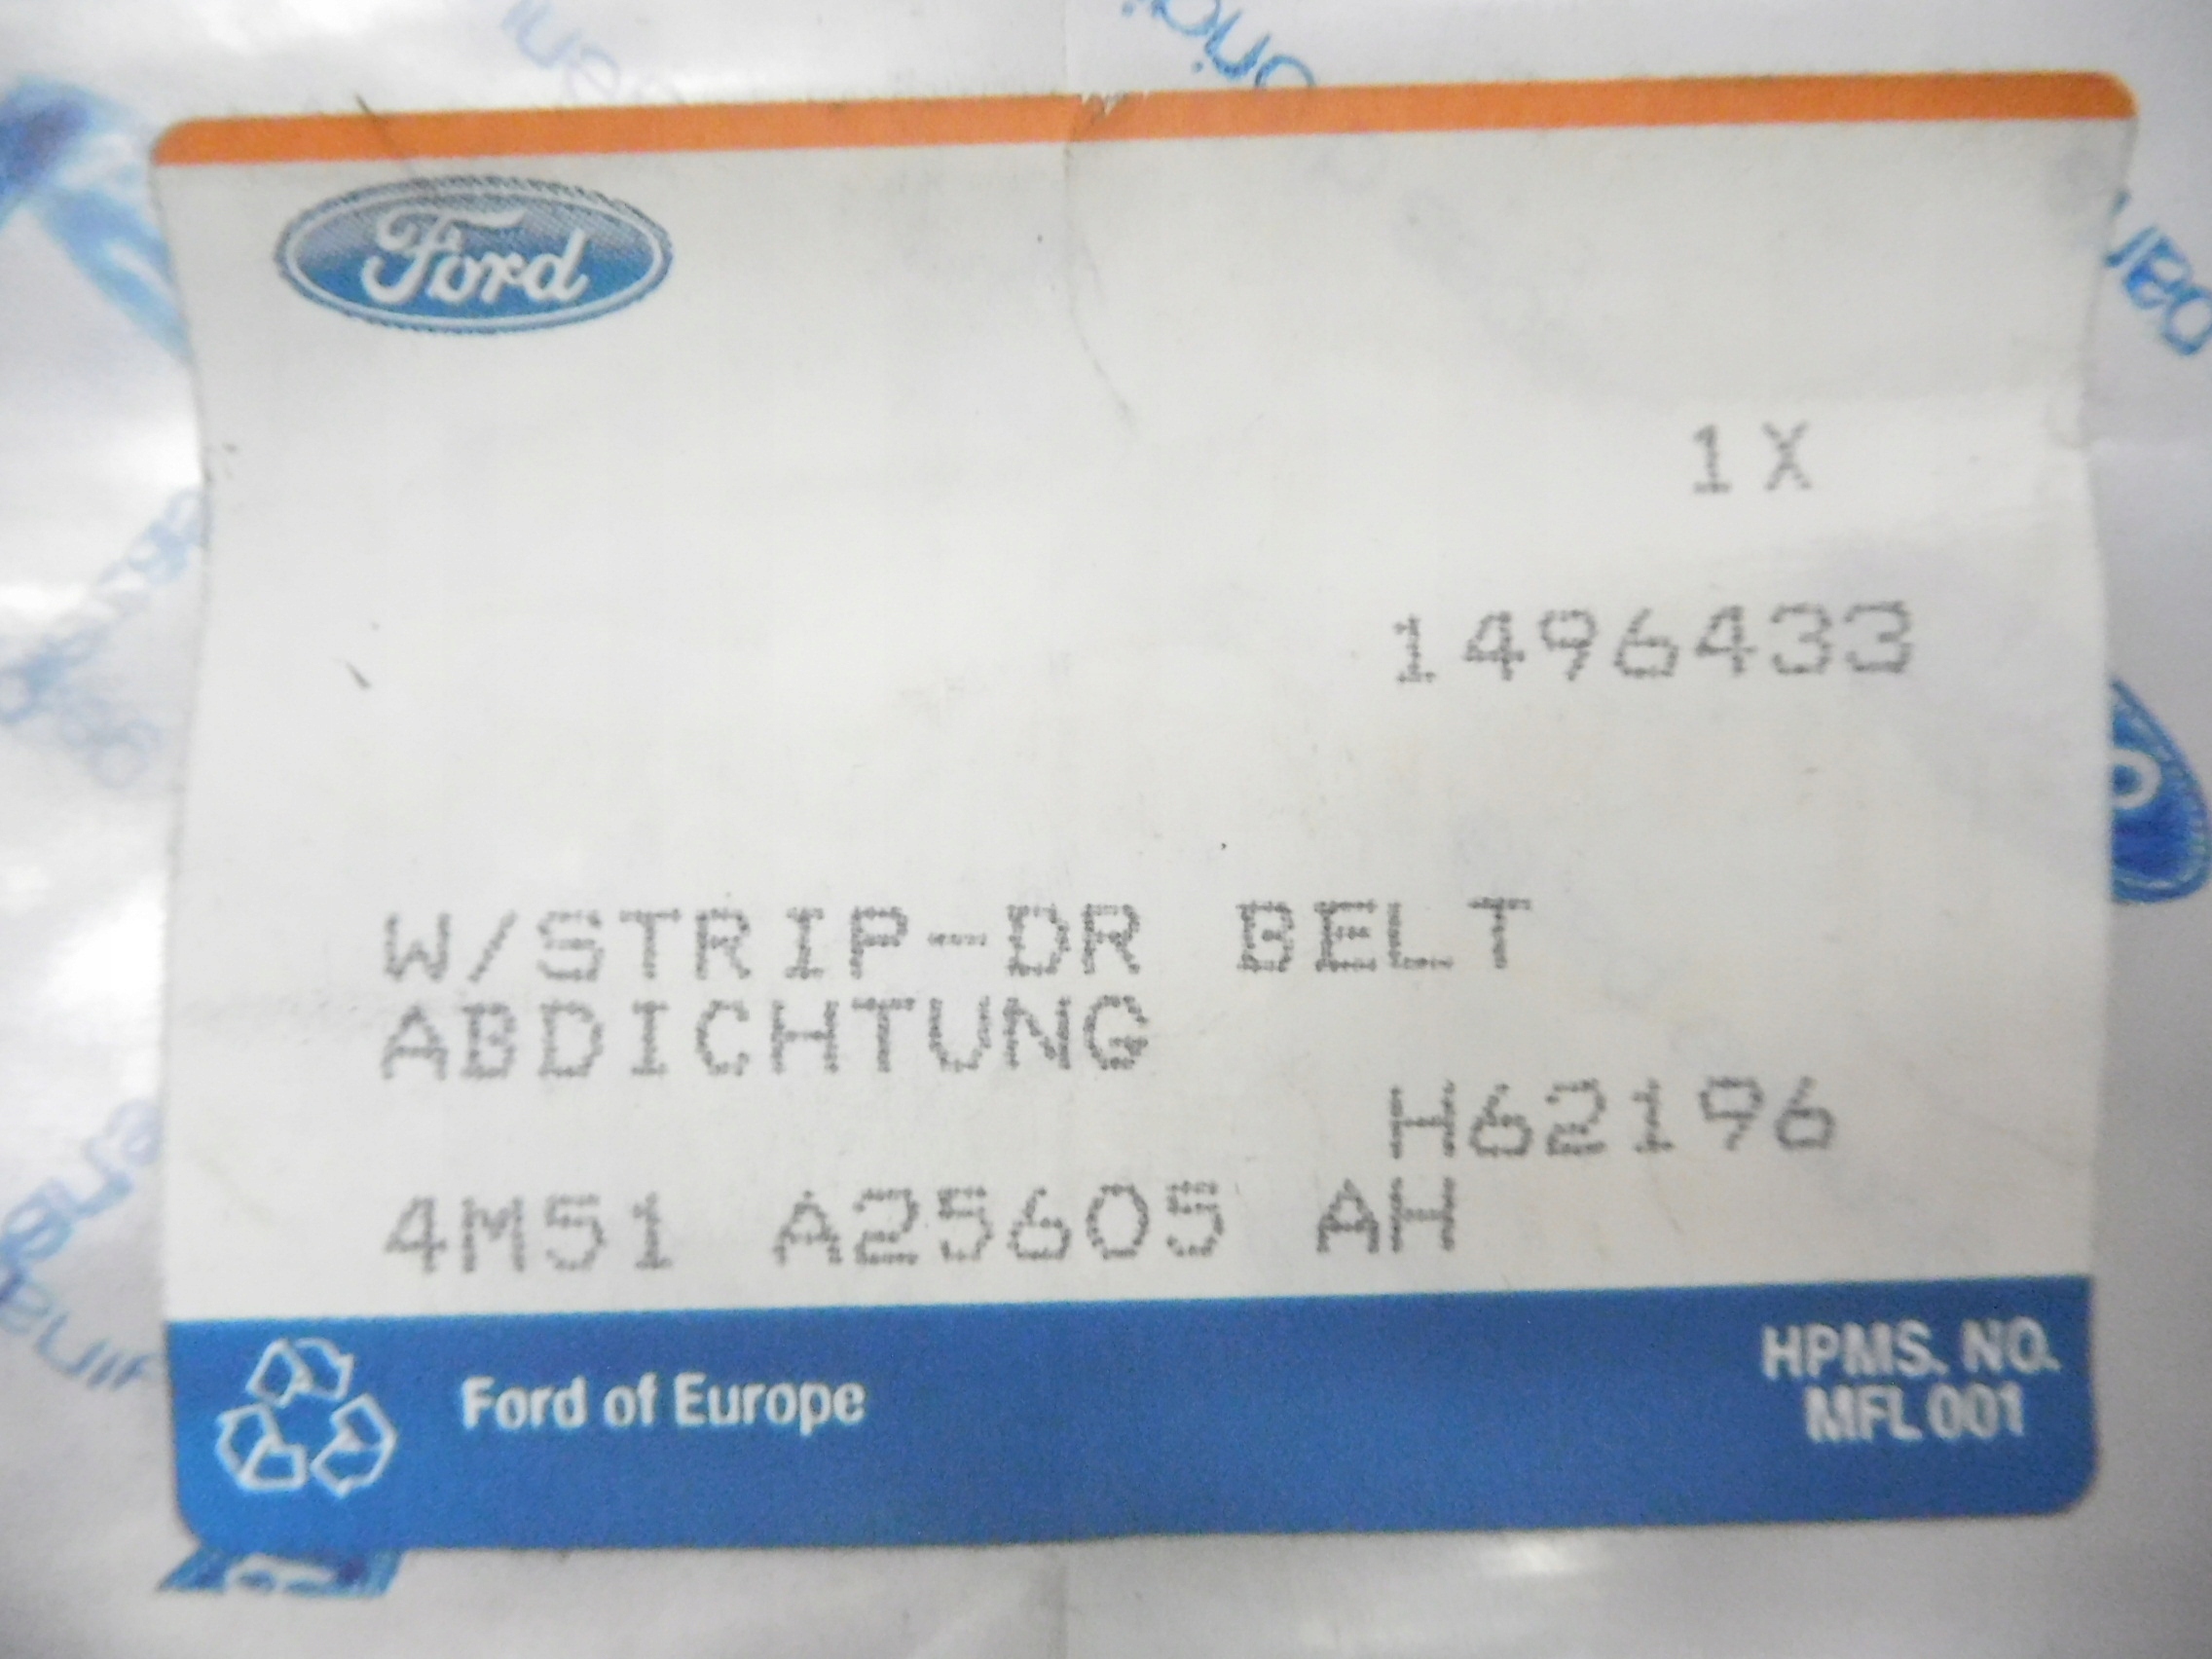 Ford
1X
1496433
W/STRIP-DR BELT
ABDICHTUNG
H62196
4M51 A25605 AH
Ford of Europe
HPMS. NO.
MFL 001